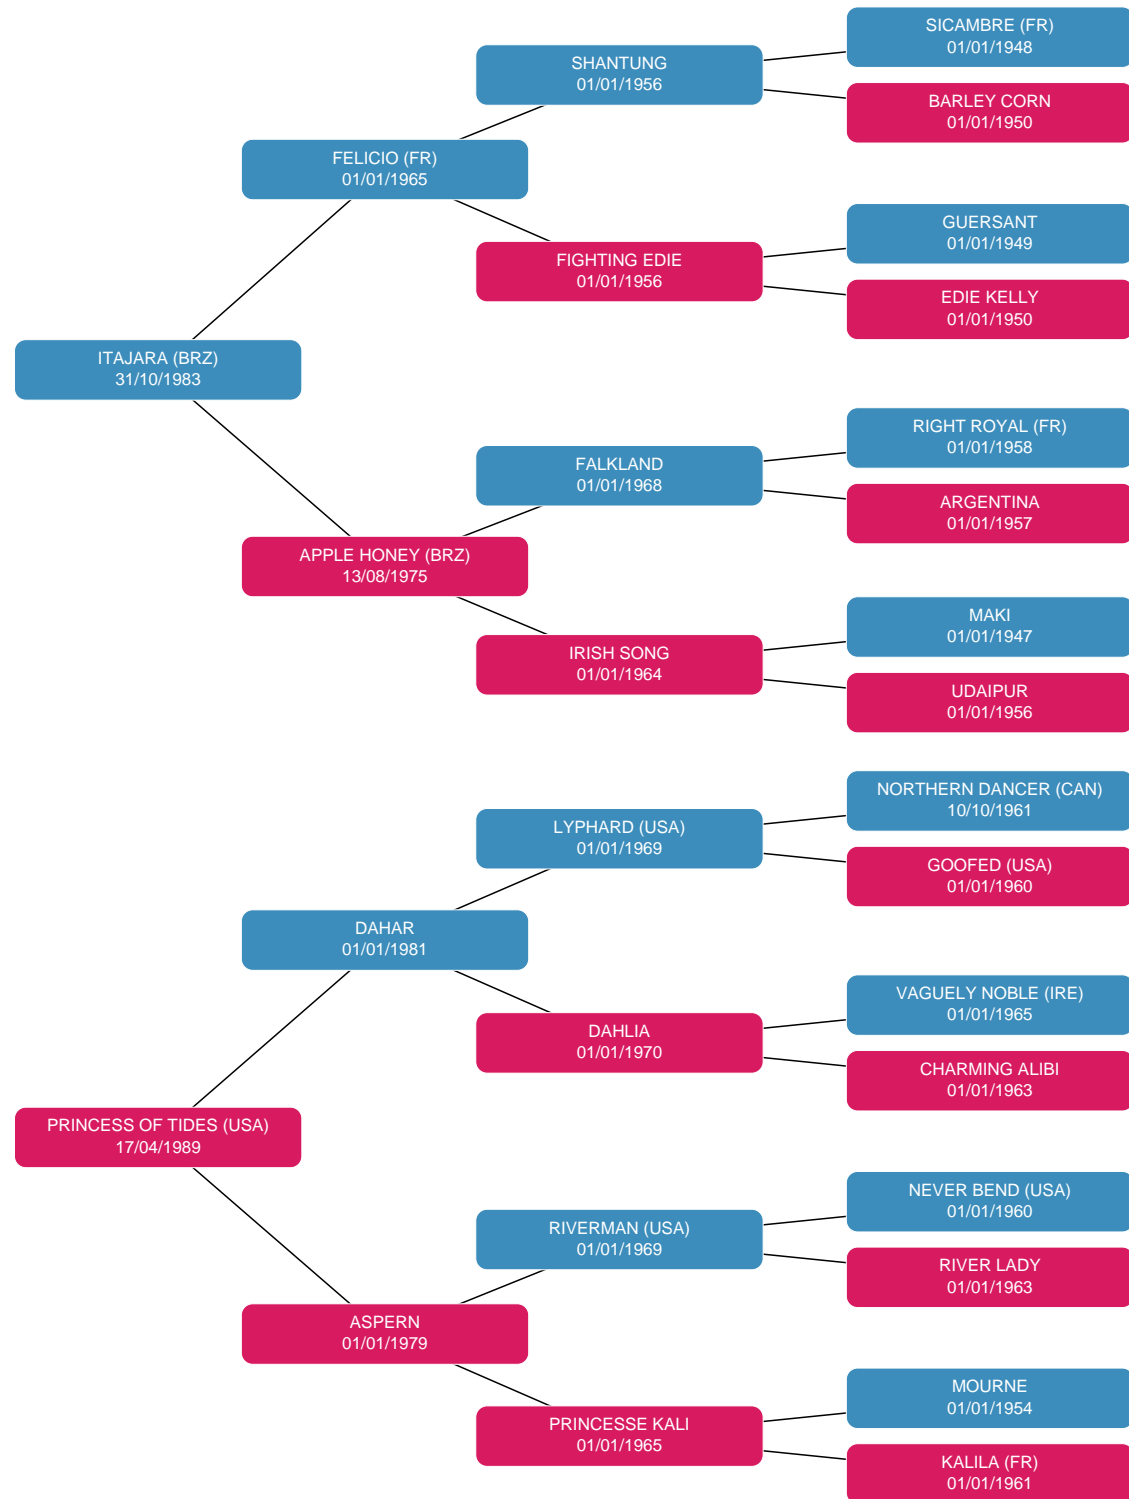 SICAMBRE (FR)
01/01/1948
SHANTUNG
01/01/1956
BARLEY CORN
01/01/1950
FELICIO (FR)
01/01/1965
GUERSANT
01/01/1949
FIGHTING EDIE
01/01/1956
EDIE KELLY
01/01/1950
ITAJARA (BRZ)
31/10/1983
RIGHT ROYAL (FR)
01/01/1958
FALKLAND
01/01/1968
ARGENTINA
01/01/1957
APPLE HONEY (BRZ)
13/08/1975
MAKI
01/01/1947
IRISH SONG
01/01/1964
UDAIPUR
01/01/1956
NORTHERN DANCER (CAN)
10/10/1961
LYPHARD (USA)
01/01/1969
GOOFED (USA)
01/01/1960
DAHAR
01/01/1981
VAGUELY NOBLE (IRE)
01/01/1965
DAHLIA
01/01/1970
CHARMING ALIBI
01/01/1963
PRINCESS OF TIDES (USA)
17/04/1989
NEVER BEND (USA)
01/01/1960
RIVERMAN (USA)
01/01/1969
RIVER LADY
01/01/1963
ASPERN
01/01/1979
MOURNE
01/01/1954
PRINCESSE KALI
01/01/1965
KALILA (FR)
01/01/1961